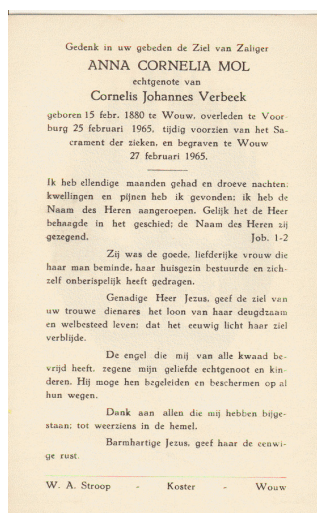 Gedenk in uw gebeden de Ziel van Zaliger
ANNA CORNELIA MOL
echtgenote van
Cornelis Johannes Verbeek
geboren 15 febr. 1880 te Wouw, overleden te Voor-
burg 25 februari 1965, tijdig voorzien van het Sa-
crament der zieken, en begraven te Wouw
27 februari 1965.
Ik heb ellendige maanden gehad en droeve nachten;
kwellingen en pijnen heb ik gevonden; ik heb de
Naam des Heren aangeroepen. Gelijk het de Heer
behaagde in het geschied; de Naam des Heren zij
gezegend. Job. 1-2
Zij was de goede, liefderijke vrouw die
haar man beminde, haar huisgezin bestuurde en zich-
zelf onberispelijk heeft gedragen.
Genadige Heer Jezus, geef de ziel van
uw trouwe dienares het loon van haar deugdzaam
en welbesteed leven; dat het eeuwig licht haar ziel
verblijde.
De engel die mij van alle kwaad be-
vrijd heeft, zegene mijn geliefde echtgenoot en kin-
deren. Hij moge hen begeleiden en beschermen op al
hun wegen.
Dank aan allen die mij hebben bijge-
staan; tot weerziens in de hemel.
Barmhartige Jezus, geef haar de eeuwi-
ge rust.
W. A. Stroop - Koster - Wouw